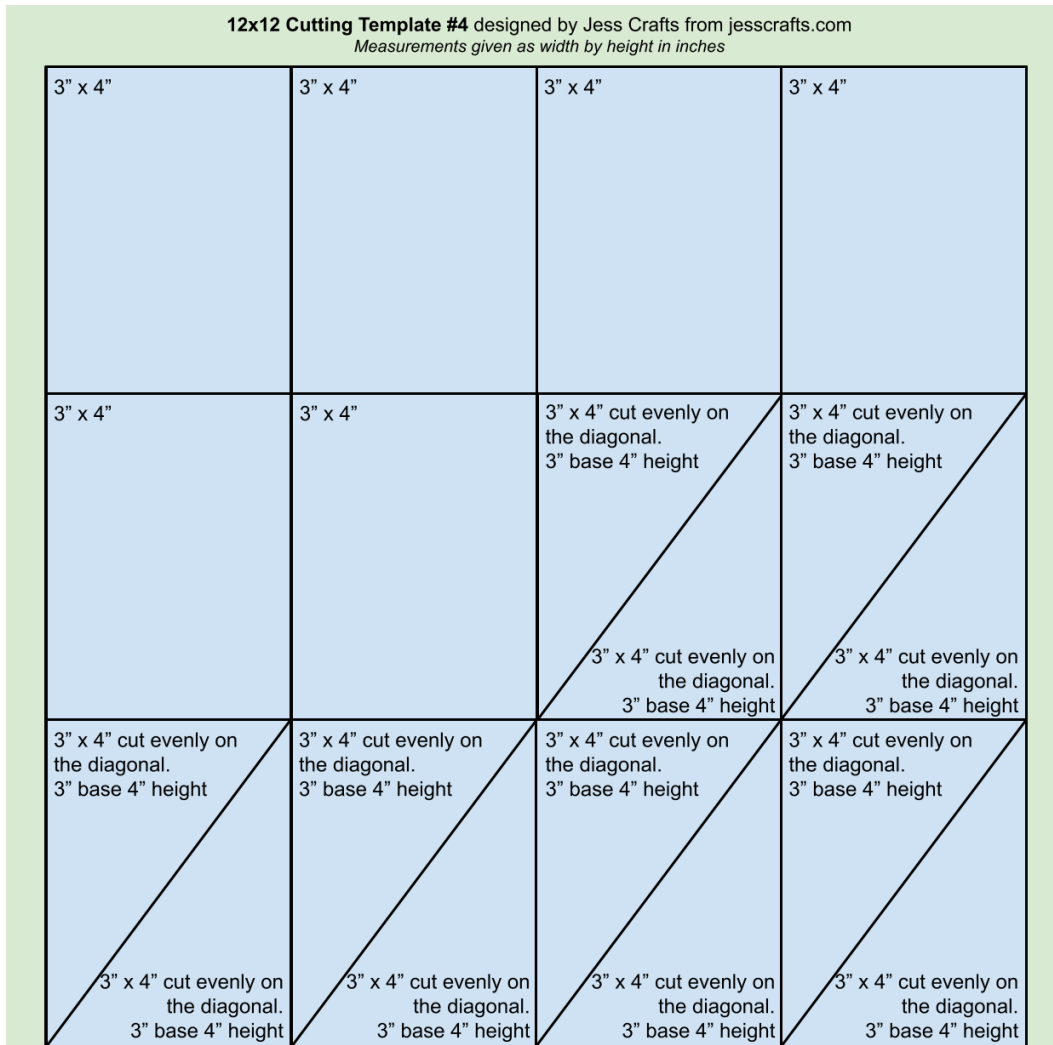 12x12 Cutting Template #4 designed by Jess Crafts from jesscrafts.com
Measurements given as width by height in inches
3” x 4”
3” x 4”
3” x 4”
3” x 4”
3” x 4”
3” x 4”
3” x 4” cut evenly on
the diagonal.
3” base 4” height
3” x 4” cut evenly on
the diagonal.
3” base 4” height
3” x 4” cut evenly on
the diagonal.
3” base 4” height
3” x 4” cut evenly on
the diagonal.
3” base 4” height
3” x 4” cut evenly on
the diagonal.
3” base 4” height
3” x 4” cut evenly on
the diagonal.
3” base 4” height
3” x 4” cut evenly on
the diagonal.
3” base 4” height
3” x 4” cut evenly on
the diagonal.
3” base 4” height
3” x 4” cut evenly on
the diagonal.
3” base 4” height
3” x 4” cut evenly on
the diagonal.
3” base 4” height
3” x 4” cut evenly on
the diagonal.
3” base 4” height
3” x 4” cut evenly on
the diagonal.
3” base 4” height